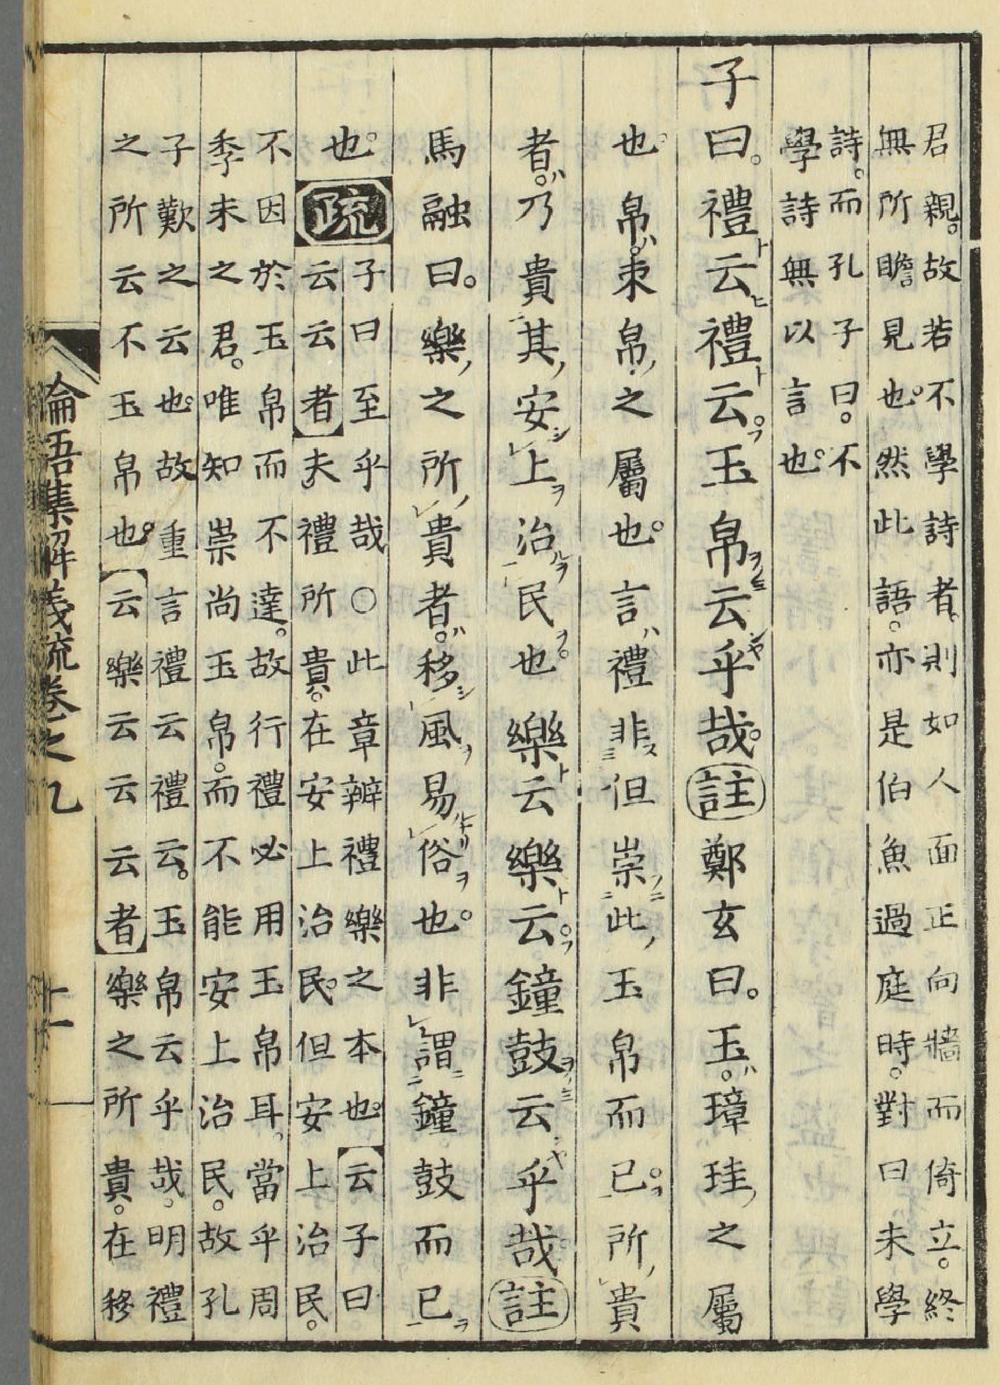 君親。故若不學詩者。則如人面正向牆而倚立。終
無所瞻見也。然此語。亦是伯魚過庭時。對曰未學
詩。而孔子曰。不
學詩無以言也。
子曰。禮云禮云。玉帛云乎哉。註鄭玄曰。玉。璋珪之屬
也。帛。束帛之屬也。言禮非但崇此玉帛而已。所貴
者。乃貴其安上治民也。樂云樂云。鐘鼓云乎哉。註
馬融曰。樂之所貴者。移風易俗也。非謂鐘鼓而已
也。疏
子曰至乎哉○此章辨禮樂之本也。云子曰
云云者夫禮所貴。在安上治民。但安上治民。
不因於玉帛而不達。故行禮必用玉帛耳。當乎周
季末之君。唯知崇尚玉帛。而不能安上治民。故孔
子歎之云也。故重言禮云禮云。玉帛云乎哉。明禮
之所云不玉帛也。云樂云云云者樂之所貴。在移
論語集解義疏卷之九 十一